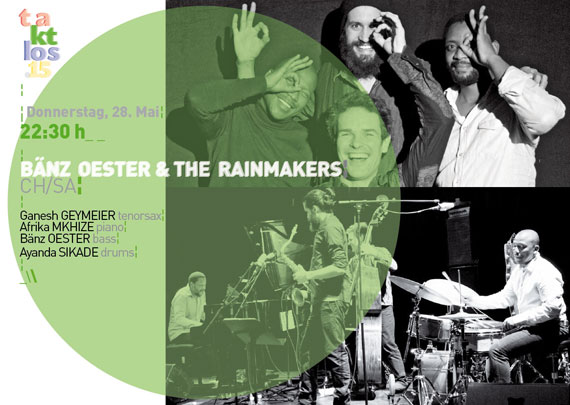 ta
kt
los
.15
Donnerstag, 28. Mai
22:30 h_ _
BÄNZ OESTER & THE RAINMAKERS
CH/SA
Ganesh GEYMEIER tenorsax
Afrika MKHIZE piano
Bänz OESTER bass
Ayanda SIKADE drums
_\\